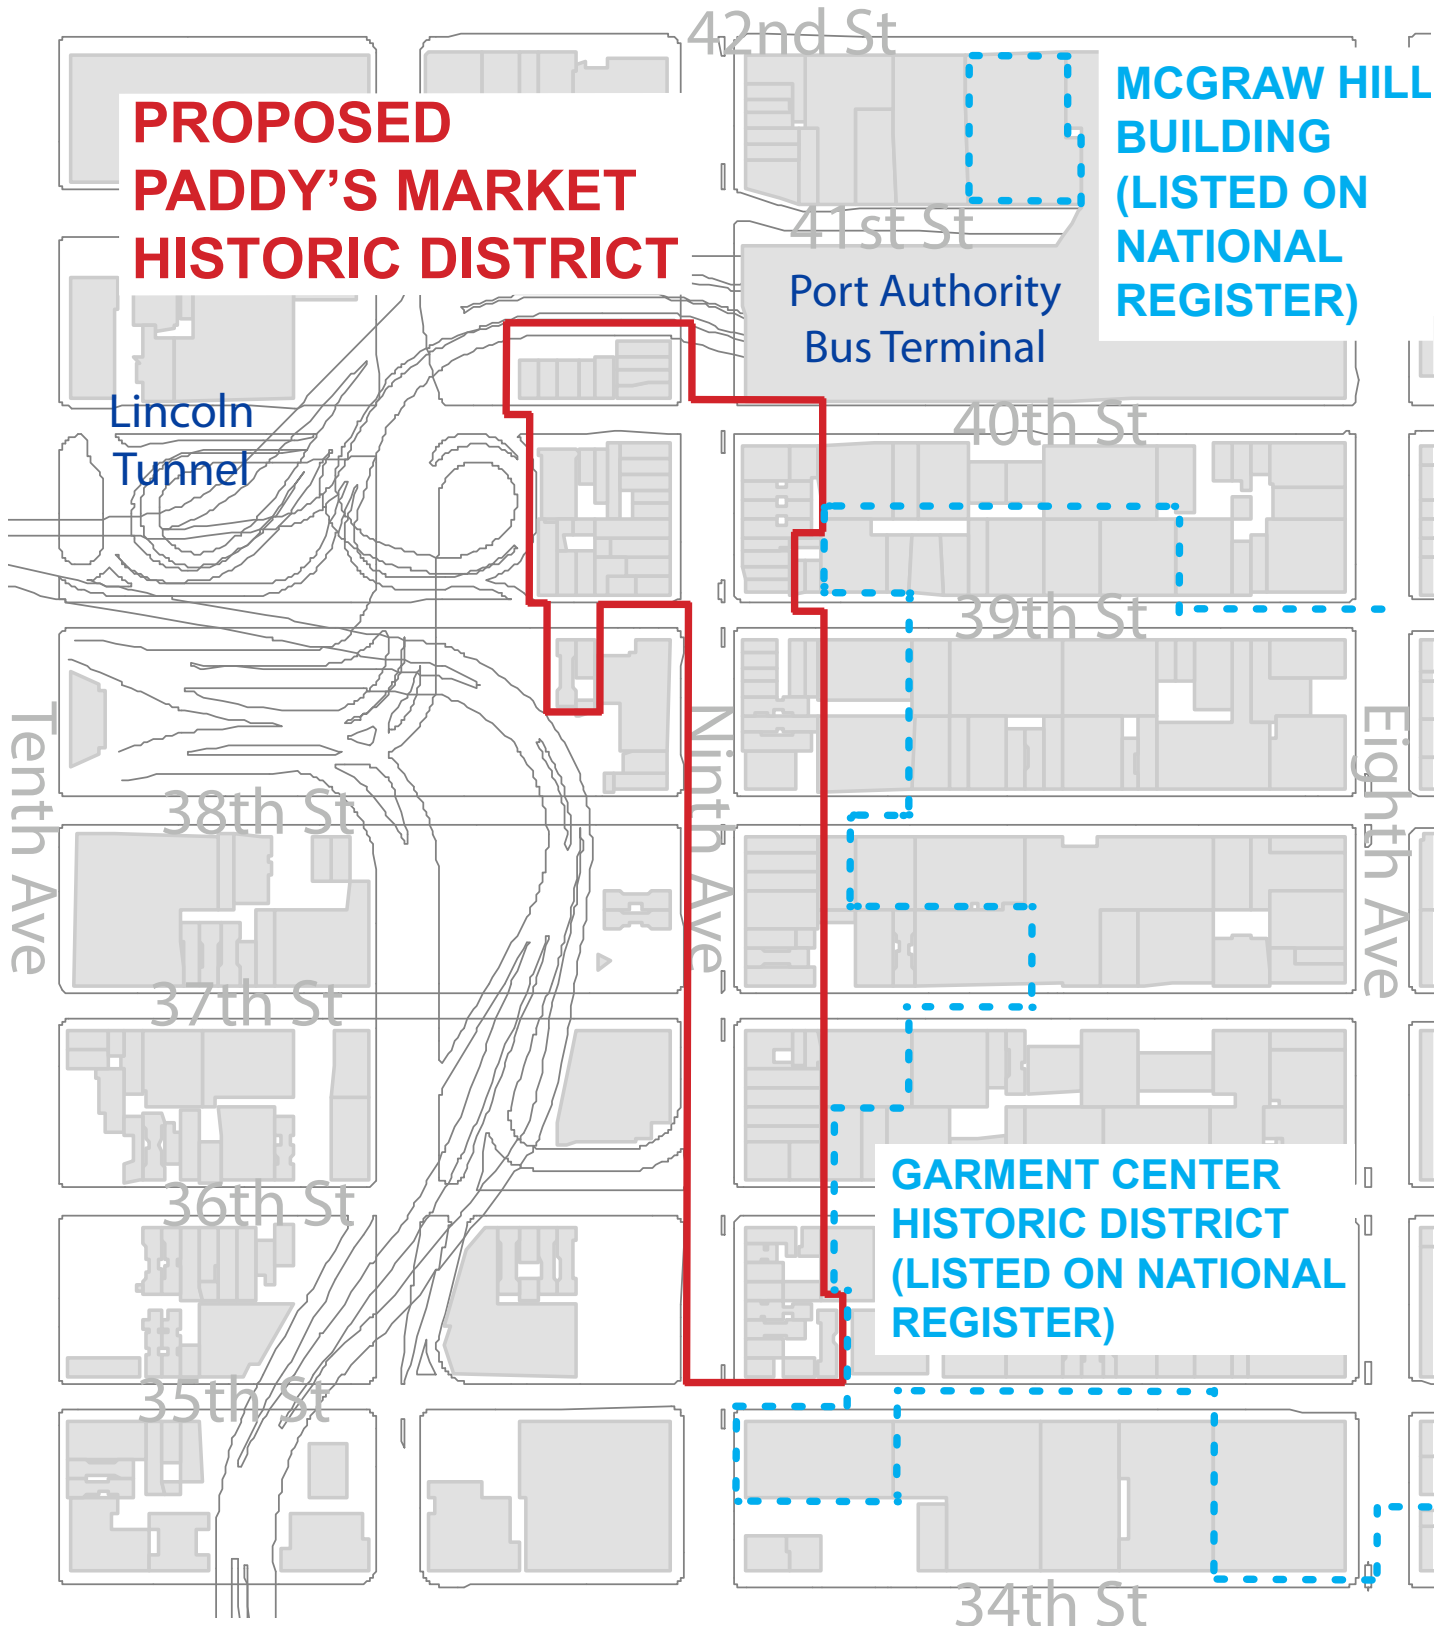 42nd St
PROPOSED
PADDY'S MARKET
HISTORIC DISTRICT
MCGRAW HILL
BUILDING
(LISTED ON
NATIONAL
REGISTER)
41st St
Port Authority
Bus Terminal
Lincoln
Tunnel
40th St
39th St
Tenth Ave
Ninth Ave
Eighth Ave
38th St
37th St
36th St
GARMENT CENTER
HISTORIC DISTRICT
(LISTED ON NATIONAL
REGISTER)
35th St
34th St